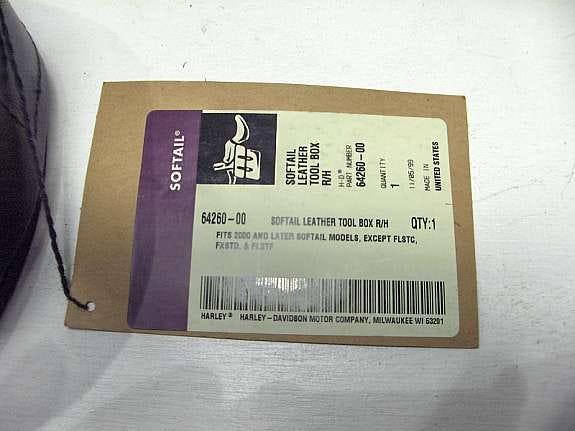 SOFTAIL®
SOFTAIL
LEATHER
TOOL BOX
R/H
H-D®
PART NUMBER
64260-00
QUANTITY
1
11/05/99
MADE IN
UNITED STATES
64260-00 SOFTAIL LEATHER TOOL BOX R/H QTY:1
FITS 2000 AND LATER SOFTAIL MODELS, EXCEPT FLSTC,
FXSTD, & FLSTF
HARLEY® HARLEY-DAVIDSON MOTOR COMPANY, MILWAUKEE WI 53201